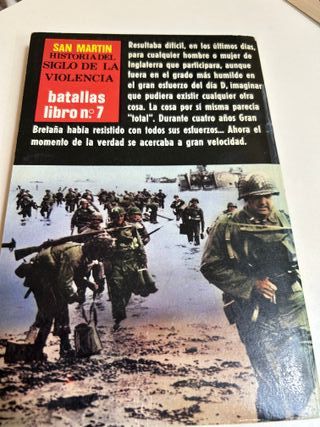 SAN MARTIN
HISTORIA DEL
SIGLO DE LA
VIOLENCIA
batallas
libro n.º 7
Resultaba difícil, en los últimos días,
para cualquier hombre o mujer de
Inglaterra que participara, aunque
fuera en el grado más humilde en
el gran esfuerzo del día D, imaginar
que pudiera existir cualquier otra
cosa. La cosa por sí misma parecía
"total". Durante cuatro años Gran
Bretaña había resistido con todos sus esfuerzos... Ahora el
momento de la verdad se acercaba a gran velocidad.